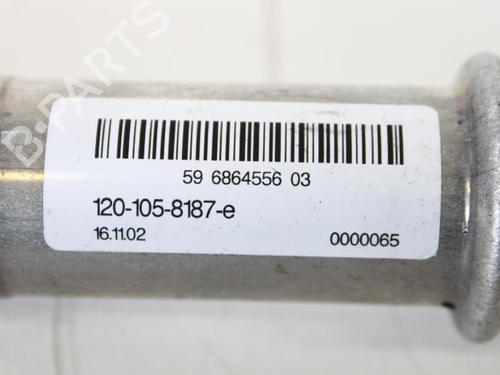 B-PARTS
59 6864556 03
120-105-8187-e
16.11.02 0000065